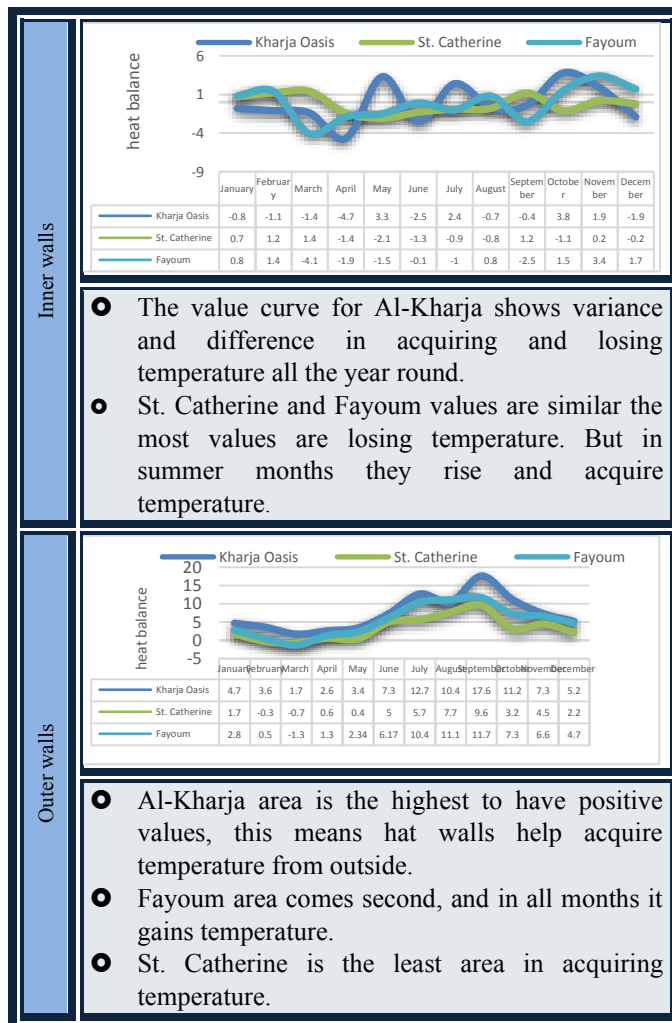 Inner walls
Kharja Oasis St. Catherine Fayoum
heat balance
6
1
-4
-9
January Februar y March April May June July August Septem ber Octobe r Novem ber Decem ber
Kharja Oasis -0.8 -1.1 -1.4 -4.7 3.3 -2.5 2.4 -0.7 -0.4 3.8 1.9 -1.9
St. Catherine 0.7 1.2 1.4 -1.4 -2.1 -1.3 -0.9 -0.8 1.2 -1.1 0.2 -0.2
Fayoum 0.8 1.4 -4.1 -1.9 -1.5 -0.1 -1 0.8 -2.5 1.5 3.4 1.7
The value curve for Al-Kharja shows variance
and difference in acquiring and losing
temperature all the year round.
St. Catherine and Fayoum values are similar the
most values are losing temperature. But in
summer months they rise and acquire
temperature.
Outer walls
Kharja Oasis St. Catherine Fayoum
heat balance
20
15
10
5
0
-5
January February March April May June July August September October November December
Kharja Oasis 4.7 3.6 1.7 2.6 3.4 7.3 12.7 10.4 17.6 11.2 7.3 5.2
St. Catherine 1.7 -0.3 -0.7 0.6 0.4 5 5.7 7.7 9.6 3.2 4.5 2.2
Fayoum 2.8 0.5 -1.3 1.3 2.34 6.17 10.4 11.1 11.7 7.3 6.6 4.7
Al-Kharja area is the highest to have positive
values, this means hat walls help acquire
temperature from outside.
Fayoum area comes second, and in all months it
gains temperature.
St. Catherine is the least area in acquiring
temperature.